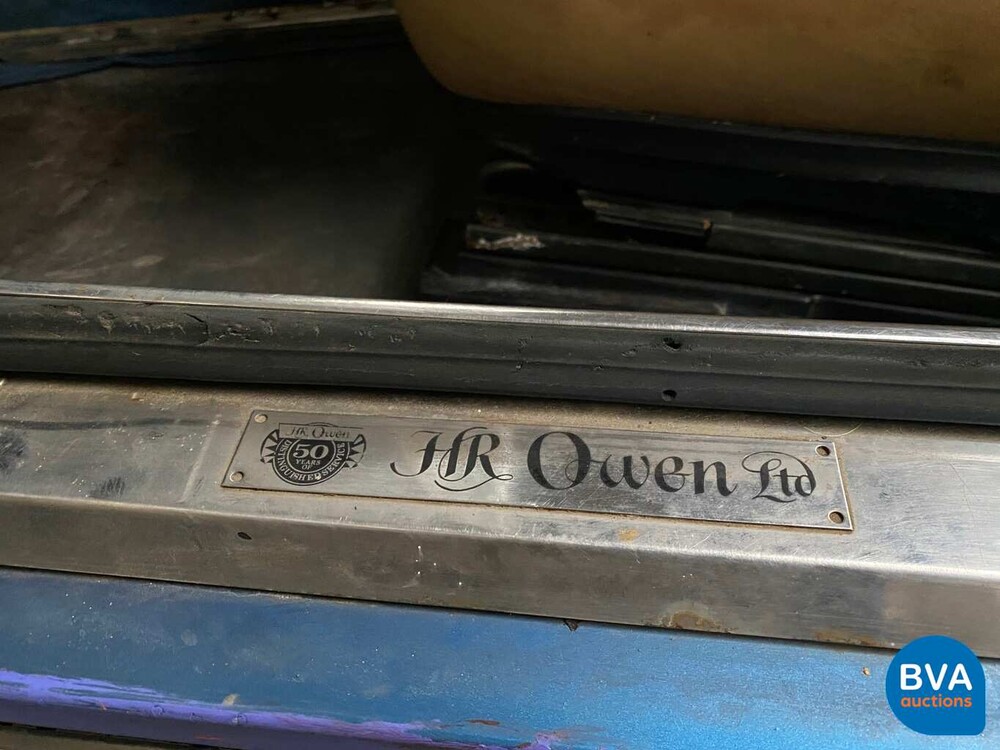 HR Owen
50
YEARS
OF
DISTINGUISHED SERVICE
HR Owen Ltd
BVA
auctions